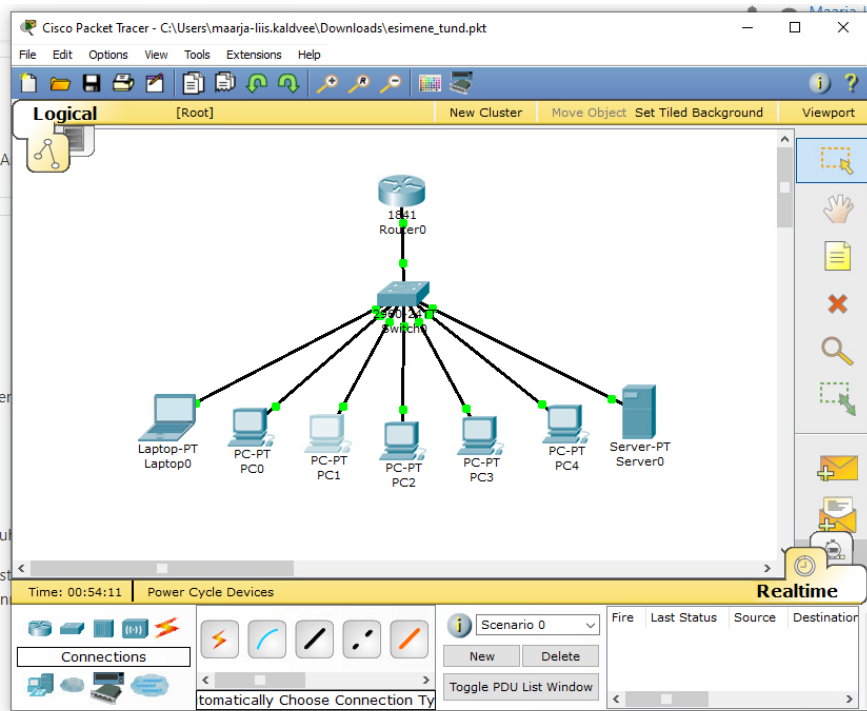 Maarja-L
Cisco Packet Tracer - C:\Users\maarja-liis.kaldvee\Downloads\esimene_tund.pkt
File Edit Options View Tools Extensions Help
Logical [Root] New Cluster Move Object Set Tiled Background Viewport
1841
Router0
Switch0
Laptop-PT
Laptop0
PC-PT
PC0
PC-PT
PC1
PC-PT
PC2
PC-PT
PC3
PC-PT
PC4
Server-PT
Server0
Time: 00:54:11 Power Cycle Devices Realtime
Connections
tomatically Choose Connection Ty
Scenario 0
New Delete
Toggle PDU List Window
Fire Last Status Source Destination